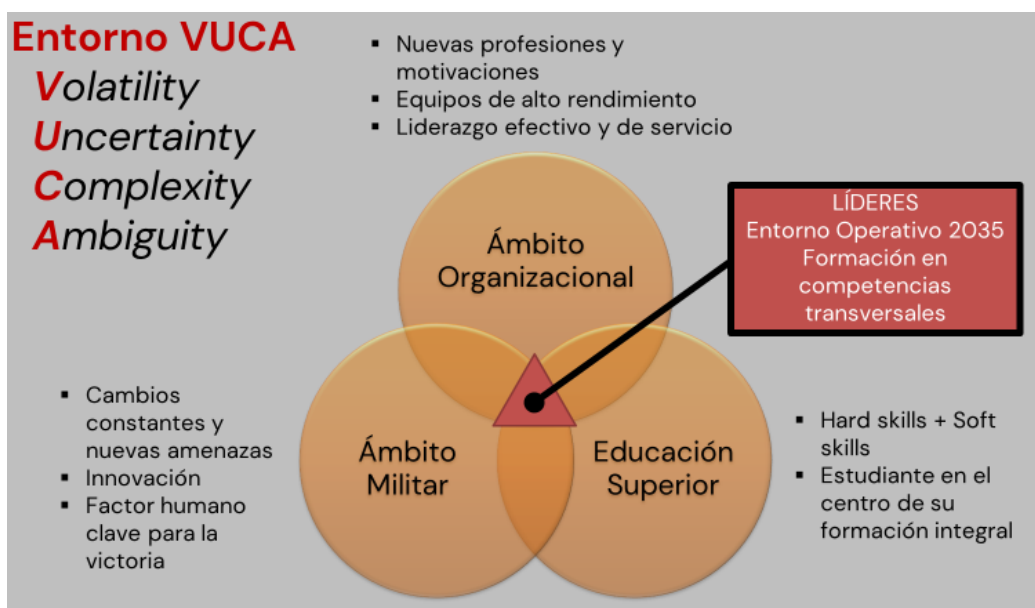 Entorno VUCA
Volatility
Uncertainty
Complexity
Ambiguity
▪ Nuevas profesiones y
motivaciones
▪ Equipos de alto rendimiento
▪ Liderazgo efectivo y de servicio
LÍDERES
Entorno Operativo 2035
Formación en
competencias
transversales
Ámbito
Organizacional
▪ Cambios
constantes y
nuevas amenazas
▪ Innovación
▪ Factor humano
clave para la
victoria
Ámbito
Militar
Educación
Superior
▪ Hard skills + Soft
skills
▪ Estudiante en el
centro de su
formación integral